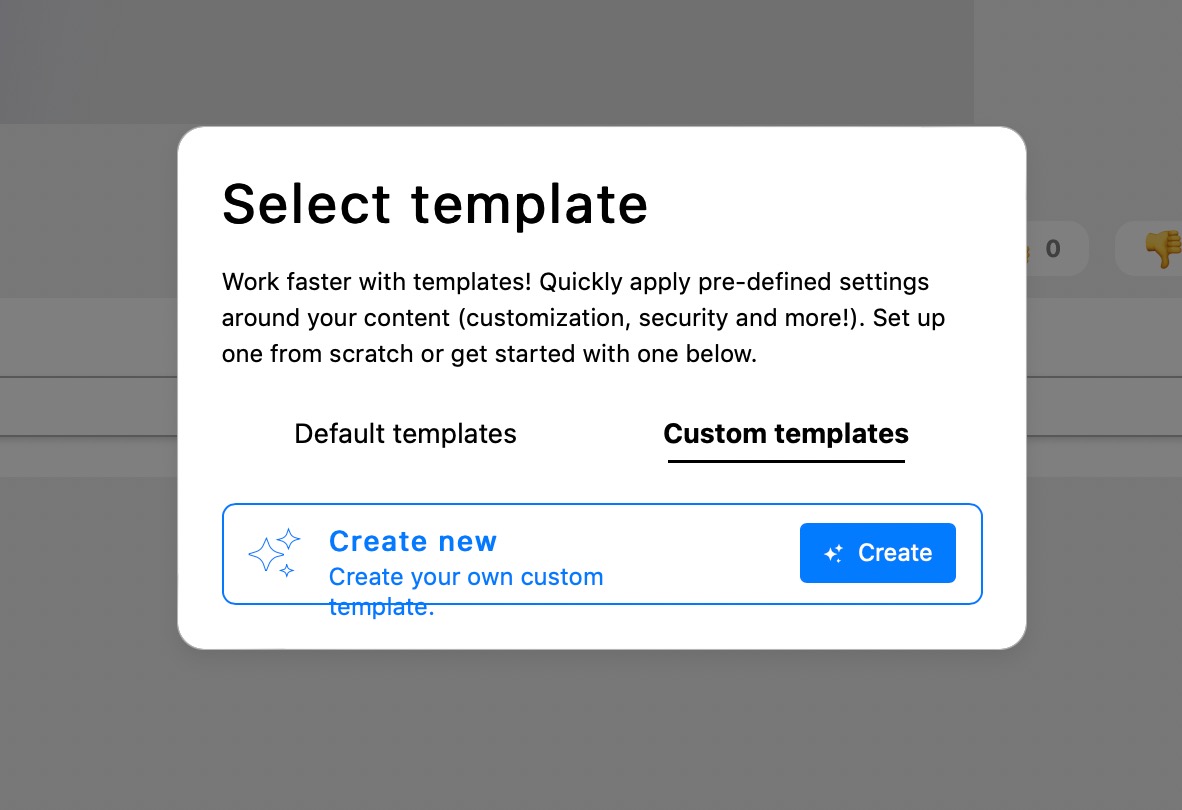 Select template
Work faster with templates! Quickly apply pre-defined settings
around your content (customization, security and more!). Set up
one from scratch or get started with one below.
0
Default templates
Custom templates
Create new
Create your own custom
template.
Create